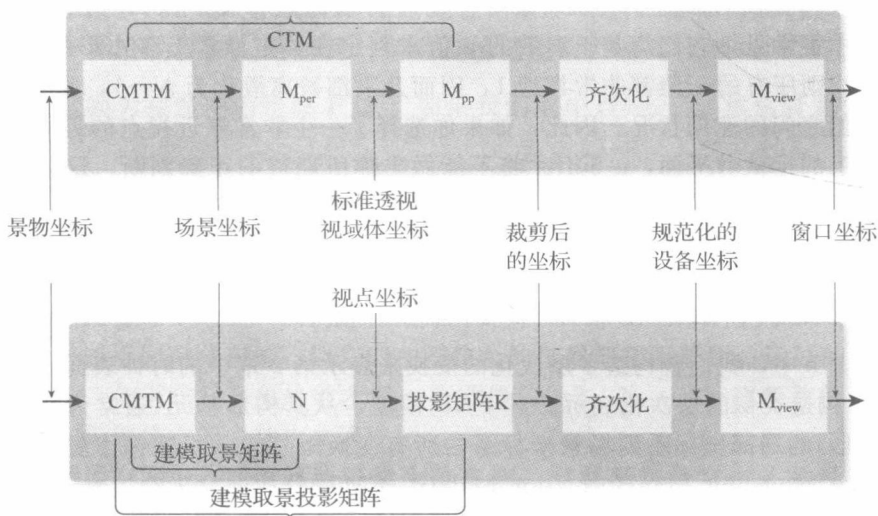 CTM
CMTM
M_per
M_pp
齐次化
M_view
景物坐标
场景坐标
标准透视
视域体坐标
裁剪后
的坐标
规范化的
设备坐标
窗口坐标
视点坐标
CMTM
N
投影矩阵K
齐次化
M_view
建模取景矩阵
建模取景投影矩阵